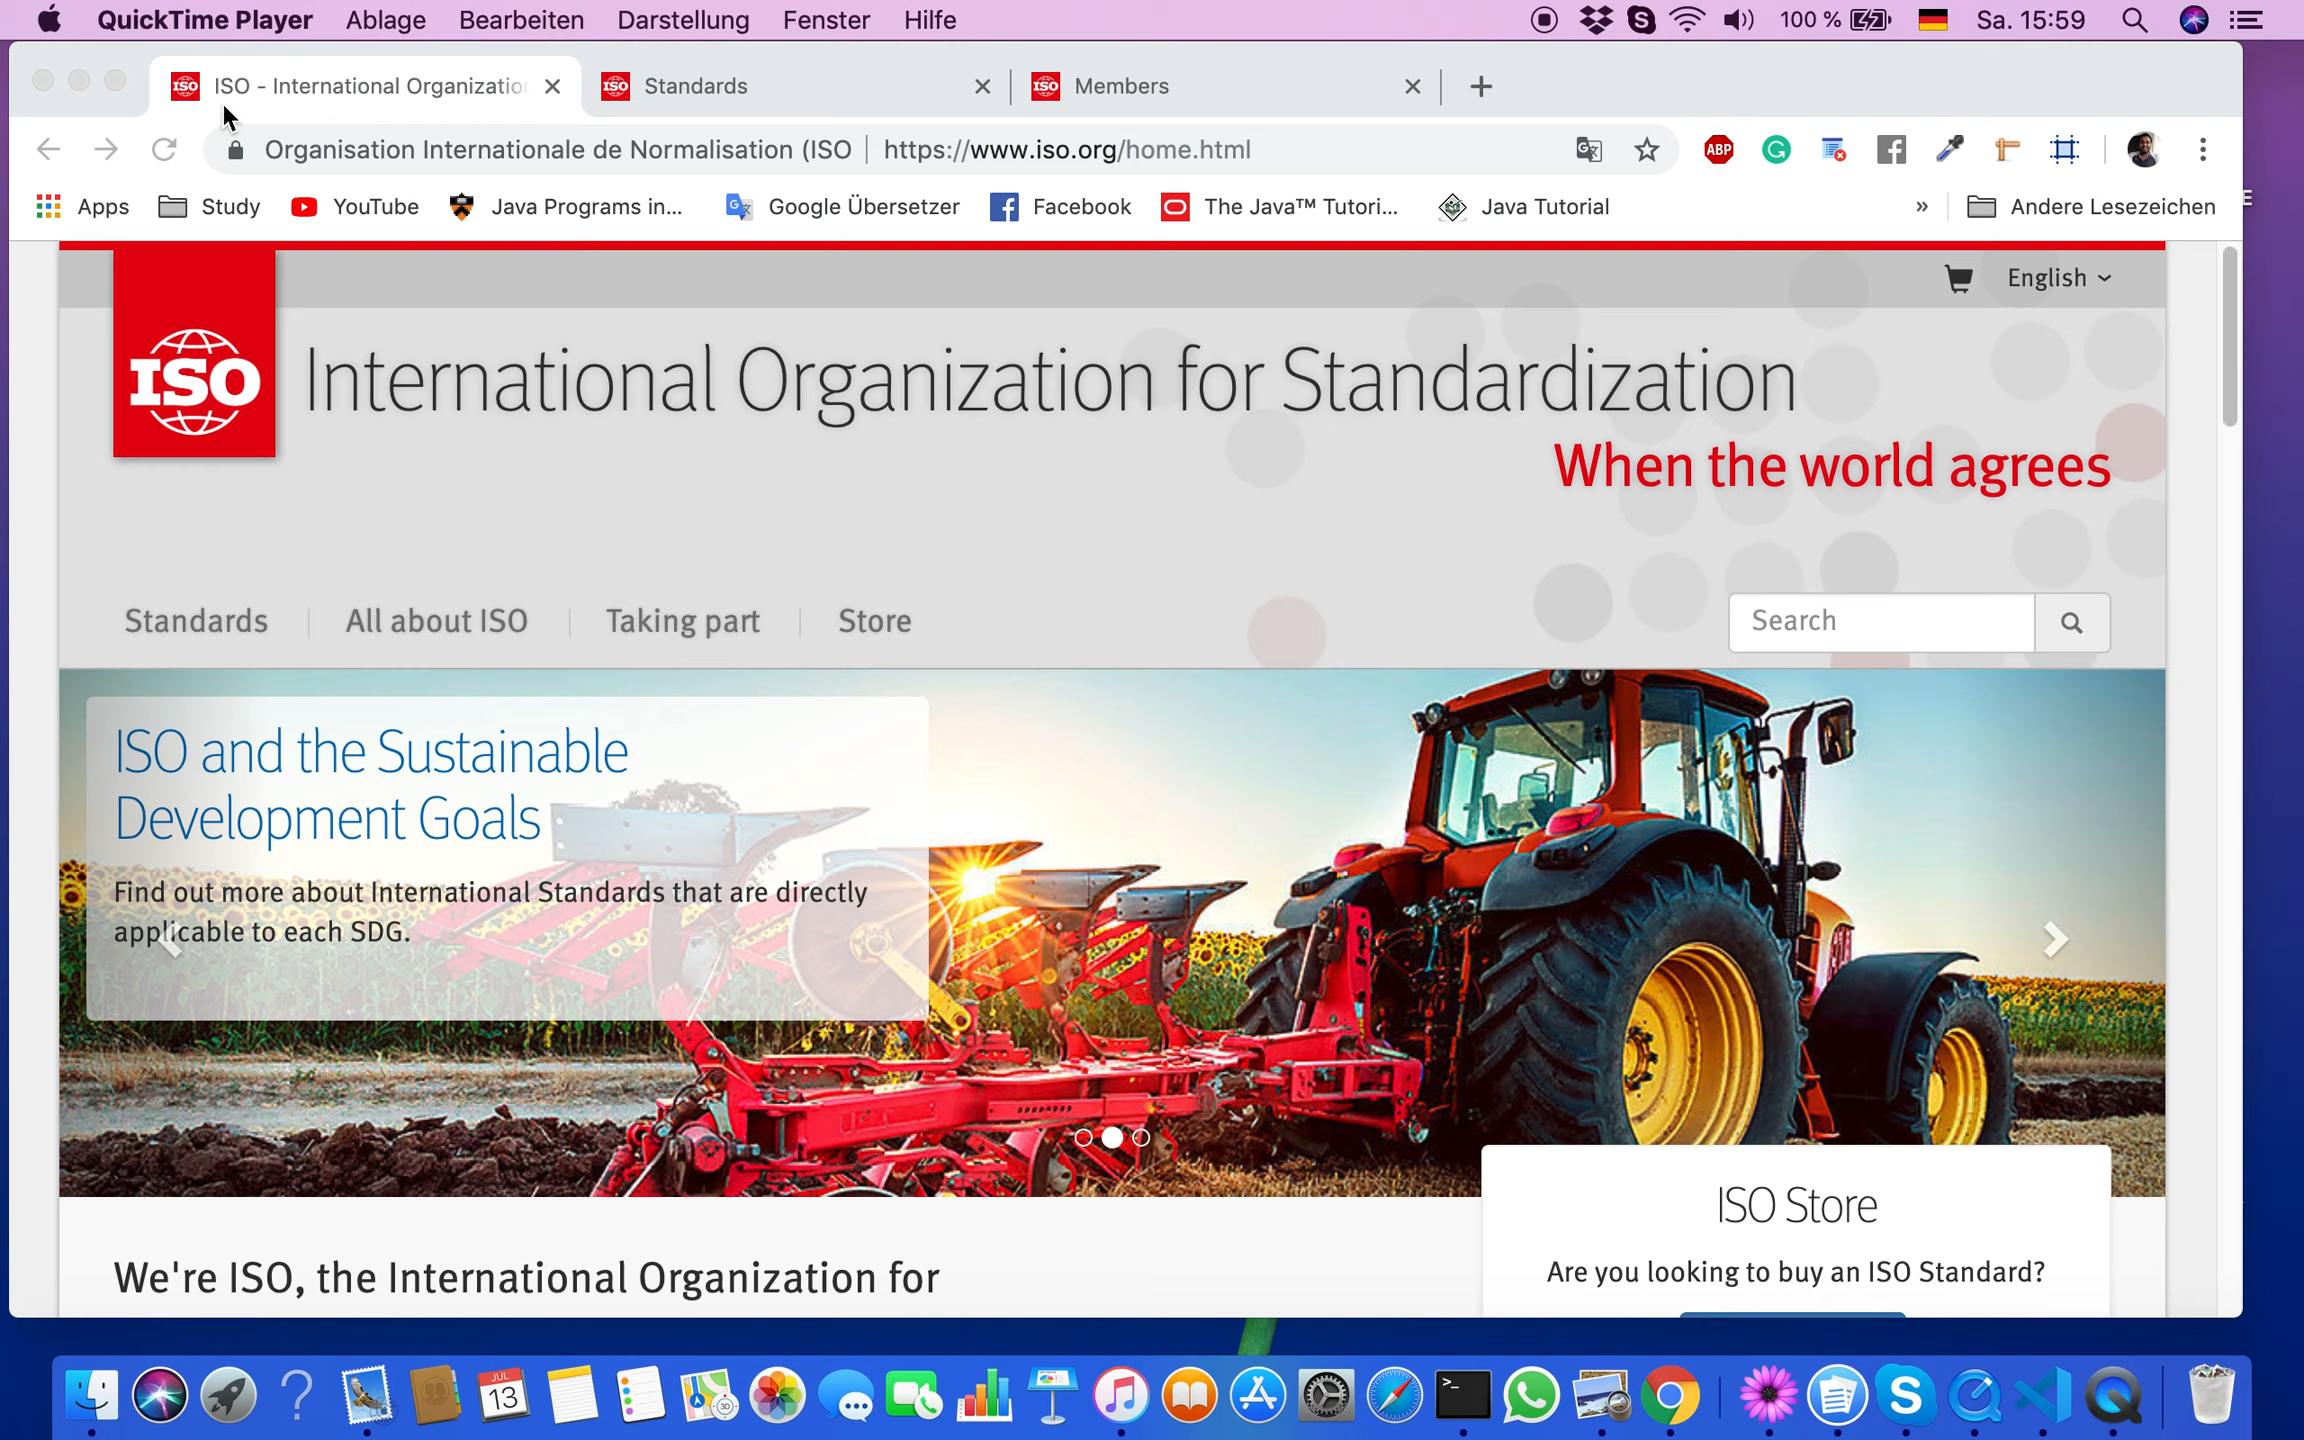 QuickTime Player Ablage Bearbeiten Darstellung Fenster Hilfe 100 % Sa. 15:59
ISO - International Organization Standards Members
Organisation Internationale de Normalisation (ISO https://www.iso.org/home.html ABP
Apps Study YouTube Java Programs in... Google Übersetzer Facebook The Java™ Tutori... Java Tutorial » Andere Lesezeichen
English
ISO
International Organization for Standardization
When the world agrees
Standards All about ISO Taking part Store Search
ISO and the Sustainable
Development Goals
Find out more about International Standards that are directly
applicable to each SDG.
ISO Store
We're ISO, the International Organization for
Are you looking to buy an ISO Standard?
JUL
13
3D